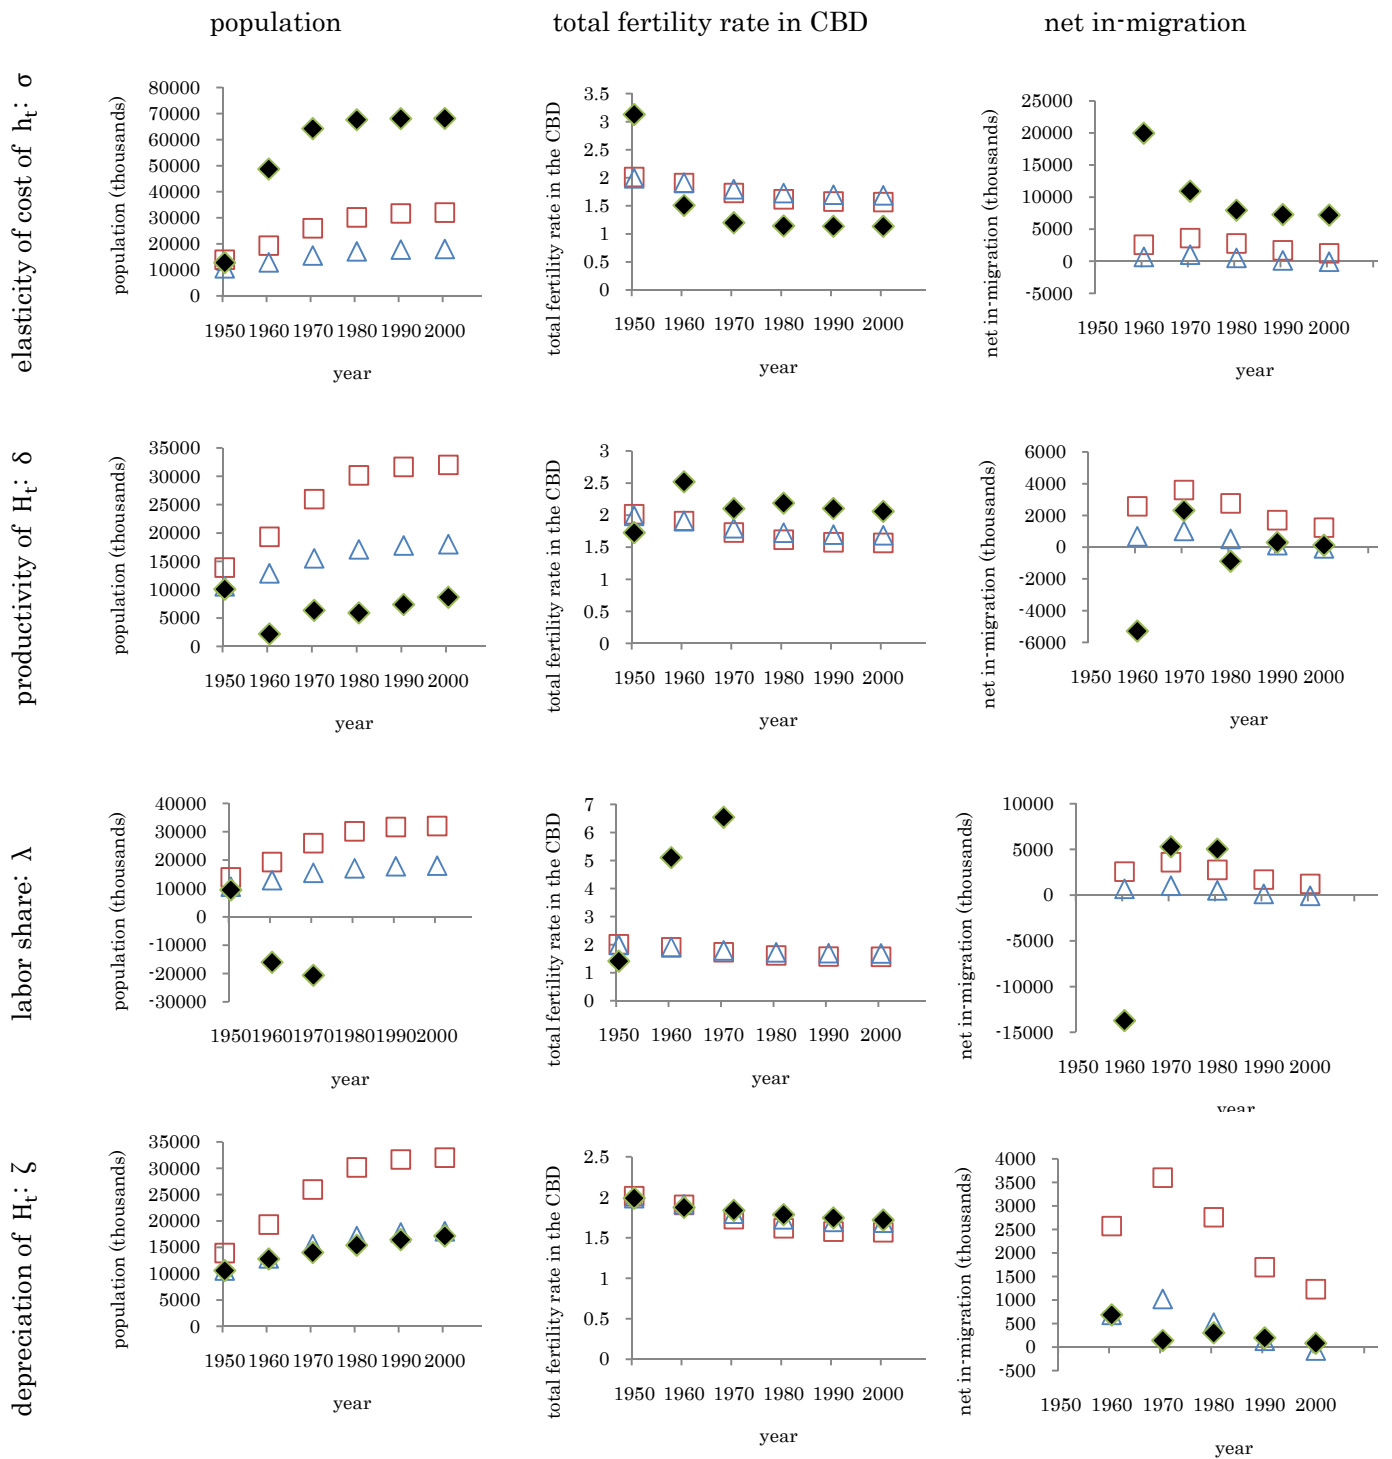 population
total fertility rate in CBD
net in-migration
elasticity of cost of hₜ: σ
population (thousands)
80000
70000
60000
50000
40000
30000
20000
10000
0
1950 1960 1970 1980 1990 2000
year
total fertility rate in the CBD
3.5
3
2.5
2
1.5
1
0.5
0
1950 1960 1970 1980 1990 2000
year
net in-migration (thousands)
25000
20000
15000
10000
5000
0
-5000
1950 1960 1970 1980 1990 2000
year
productivity of Hₜ: δ
population (thousands)
35000
30000
25000
20000
15000
10000
5000
0
1950 1960 1970 1980 1990 2000
year
total fertility rate in the CBD
3
2.5
2
1.5
1
0.5
0
1950 1960 1970 1980 1990 2000
year
net in-migration (thousands)
6000
4000
2000
0
-2000
-4000
-6000
1950 1960 1970 1980 1990 2000
year
labor share: λ
population (thousands)
40000
30000
20000
10000
0
-10000
-20000
-30000
1950 1960 1970 1980 1990 2000
year
total fertility rate in the CBD
7
6
5
4
3
2
1
0
1950 1960 1970 1980 1990 2000
year
net in-migration (thousands)
10000
5000
0
-5000
-10000
-15000
1950 1960 1970 1980 1990 2000
year
depreciation of Hₜ: ζ
population (thousands)
35000
30000
25000
20000
15000
10000
5000
0
1950 1960 1970 1980 1990 2000
year
total fertility rate in the CBD
2.5
2
1.5
1
0.5
0
1950 1960 1970 1980 1990 2000
year
net in-migration (thousands)
4000
3500
3000
2500
2000
1500
1000
500
0
-500
1950 1960 1970 1980 1990 2000
year